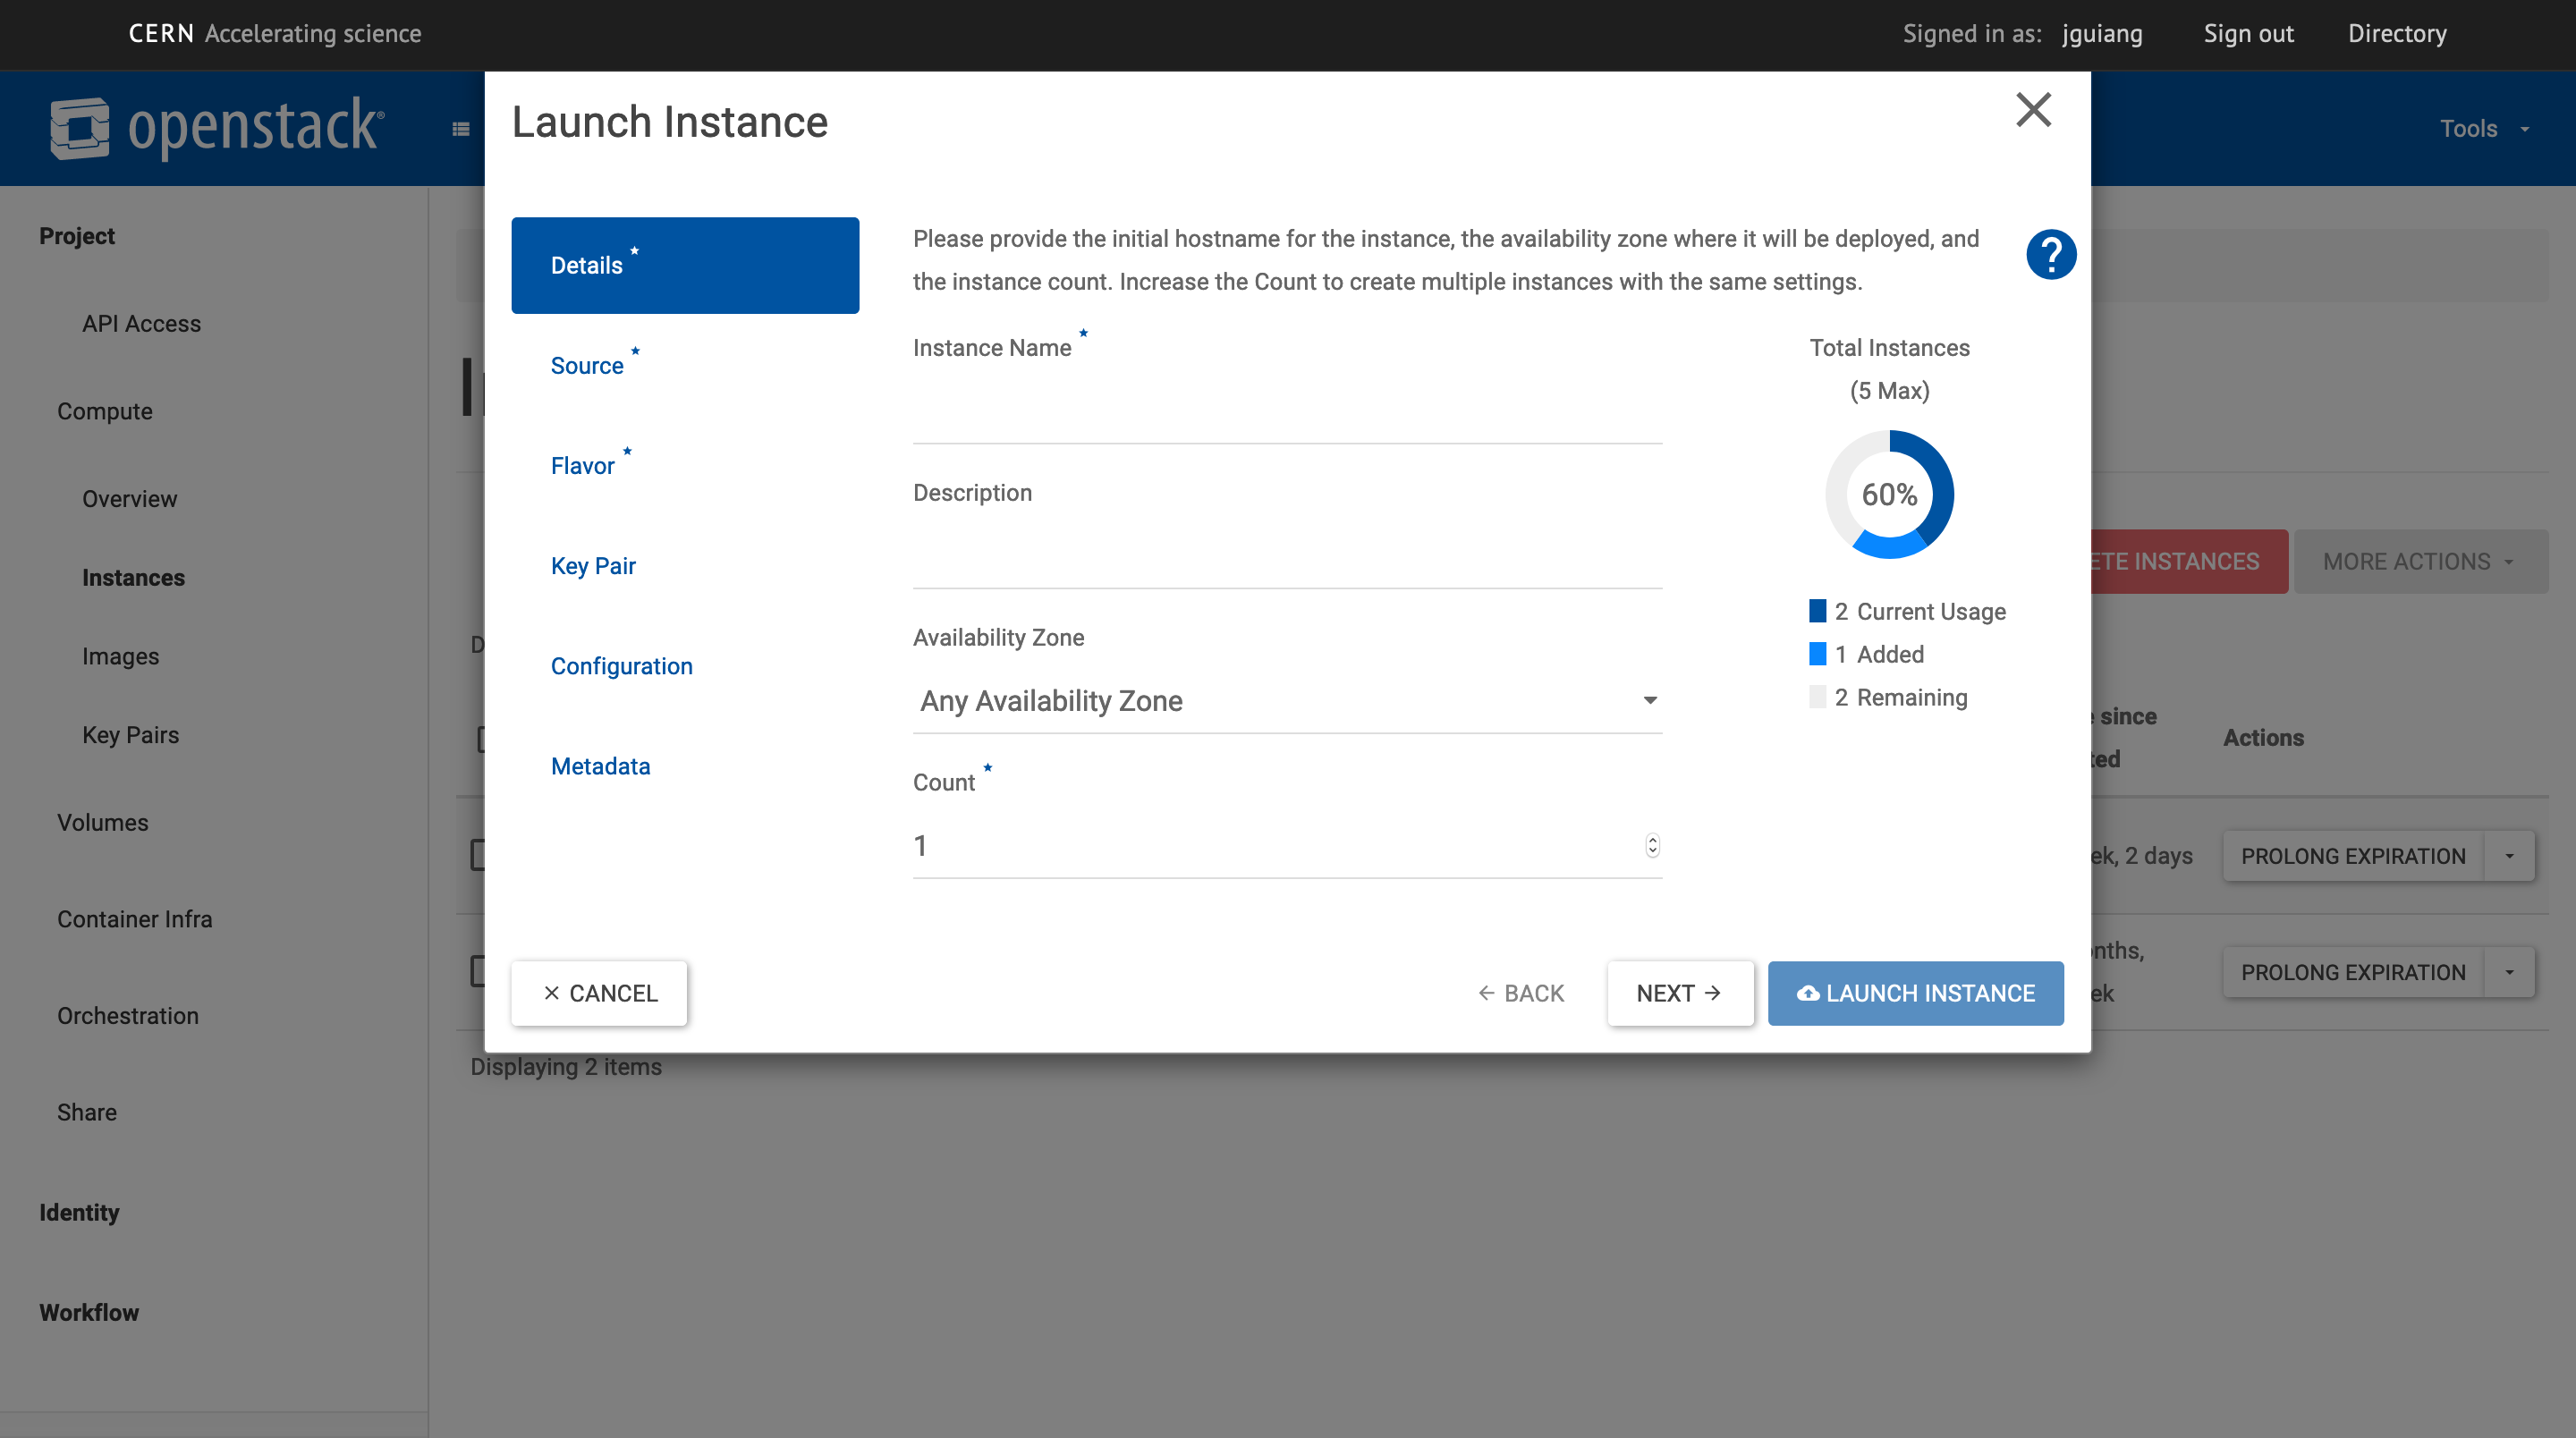 CERN Accelerating science
Signed in as: jguiang Sign out Directory
openstack®
Tools
Launch Instance
Project
API Access
Compute
Overview
Instances
Images
Key Pairs
Volumes
Container Infra
Orchestration
Share
Identity
Workflow
Details *
Source *
Flavor *
Key Pair
Configuration
Metadata
Please provide the initial hostname for the instance, the availability zone where it will be deployed, and
the instance count. Increase the Count to create multiple instances with the same settings.
?
Instance Name *
Description
Availability Zone
Any Availability Zone
Count *
1
Total Instances
(5 Max)
60%
2 Current Usage
1 Added
2 Remaining
× CANCEL
← BACK
NEXT →
LAUNCH INSTANCE
TE INSTANCES
MORE ACTIONS
since
ted
Actions
ek, 2 days
PROLONG EXPIRATION
nths,
ek
PROLONG EXPIRATION
Displaying 2 items